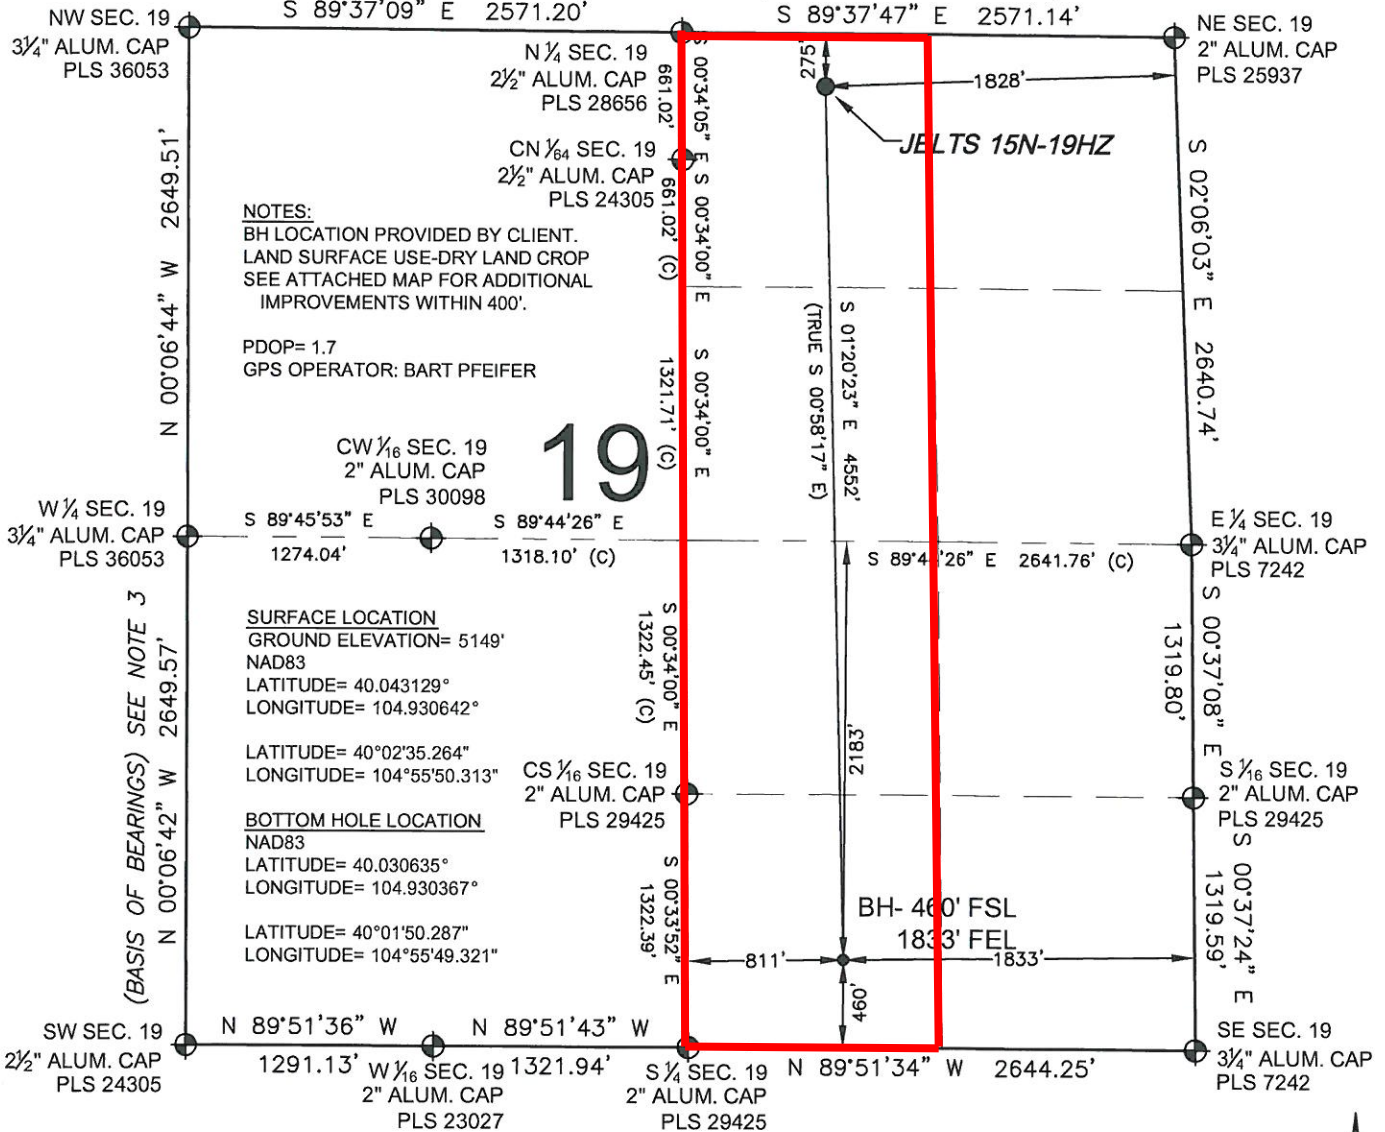 S 89°37'09" E 2571.20'
S 89°37'47" E 2571.14'
NW SEC. 19
3¼" ALUM. CAP
PLS 36053
N ¼ SEC. 19
2½" ALUM. CAP
PLS 28656
NE SEC. 19
2" ALUM. CAP
PLS 25937
275'
1828'
JELTS 15N-19HZ
CN 1/64 SEC. 19
2½" ALUM. CAP
PLS 24305
661.02'
S 00°34'05" E
661.02' (C)
S 00°34'00" E
N 00°06'44" W 2649.51'
S 02°06'03" E 2640.74'
NOTES:
BH LOCATION PROVIDED BY CLIENT.
LAND SURFACE USE-DRY LAND CROP
SEE ATTACHED MAP FOR ADDITIONAL
IMPROVEMENTS WITHIN 400'.
PDOP= 1.7
GPS OPERATOR: BART PFEIFER
1321.71' (C)
S 00°34'00" E
S 01°20'23" E 4552'
(TRUE S 00°58'17" E)
19
CW 1/16 SEC. 19
2" ALUM. CAP
PLS 30098
W ¼ SEC. 19
3¼" ALUM. CAP
PLS 36053
S 89°45'53" E
1274.04'
S 89°44'26" E
1318.10' (C)
S 89°44'26" E 2641.76' (C)
E ¼ SEC. 19
3¼" ALUM. CAP
PLS 7242
SURFACE LOCATION
GROUND ELEVATION= 5149'
NAD83
LATITUDE= 40.043129°
LONGITUDE= 104.930642°
LATITUDE= 40°02'35.264"
LONGITUDE= 104°55'50.313"
BOTTOM HOLE LOCATION
NAD83
LATITUDE= 40.030635°
LONGITUDE= 104.930367°
LATITUDE= 40°01'50.287"
LONGITUDE= 104°55'49.321"
(BASIS OF BEARINGS) SEE NOTE 3
N 00°06'42" W 2649.57'
S 00°34'00" E
1322.45' (C)
2183'
S 00°37'08" E
1319.80'
CS 1/16 SEC. 19
2" ALUM. CAP
PLS 29425
S 1/16 SEC. 19
2" ALUM. CAP
PLS 29425
S 00°33'52" E
1322.39'
BH- 460' FSL
1833' FEL
811'
1833'
460'
S 00°37'24" E
1319.59'
SW SEC. 19
2½" ALUM. CAP
PLS 24305
N 89°51'36" W
1291.13'
W 1/16 SEC. 19
2" ALUM. CAP
PLS 23027
N 89°51'43" W
1321.94'
S ¼ SEC. 19
2" ALUM. CAP
PLS 29425
N 89°51'34" W 2644.25'
SE SEC. 19
3¼" ALUM. CAP
PLS 7242